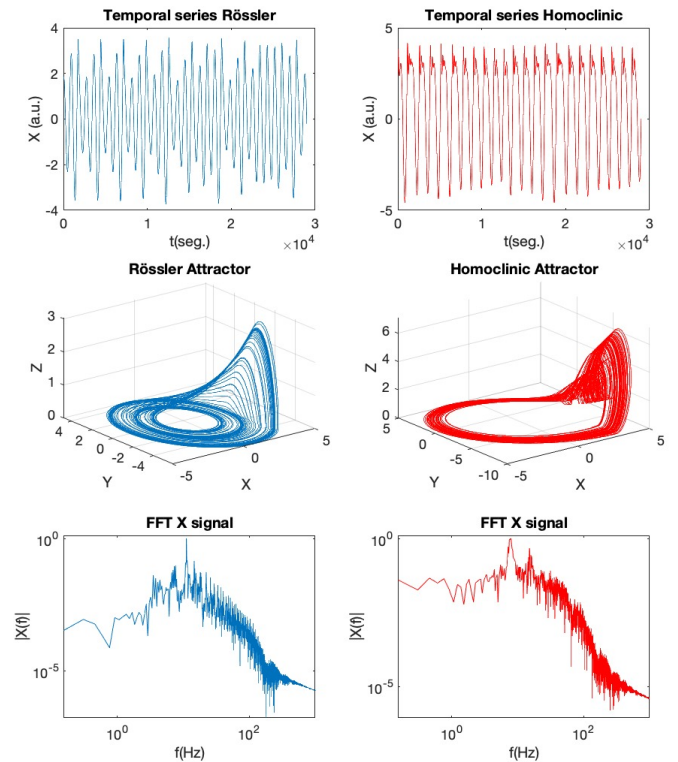 Temporal series Rössler
4
2
0
-2
-4
X (a.u.)
0 1 2 3
t(seg.)
×10^4
Temporal series Homoclinic
5
0
-5
X (a.u.)
0 1 2 3
t(seg.)
×10^4
Rössler Attractor
3
2
1
0
Z
4
2
0
-2
-4
Y
-5
0
5
X
Homoclinic Attractor
6
4
2
0
Z
5
0
-5
-10
Y
-5
0
5
X
FFT X signal
10^0
10^-5
|X(f)|
10^0 10^2
f(Hz)
FFT X signal
10^0
10^-5
|X(f)|
10^0 10^2
f(Hz)